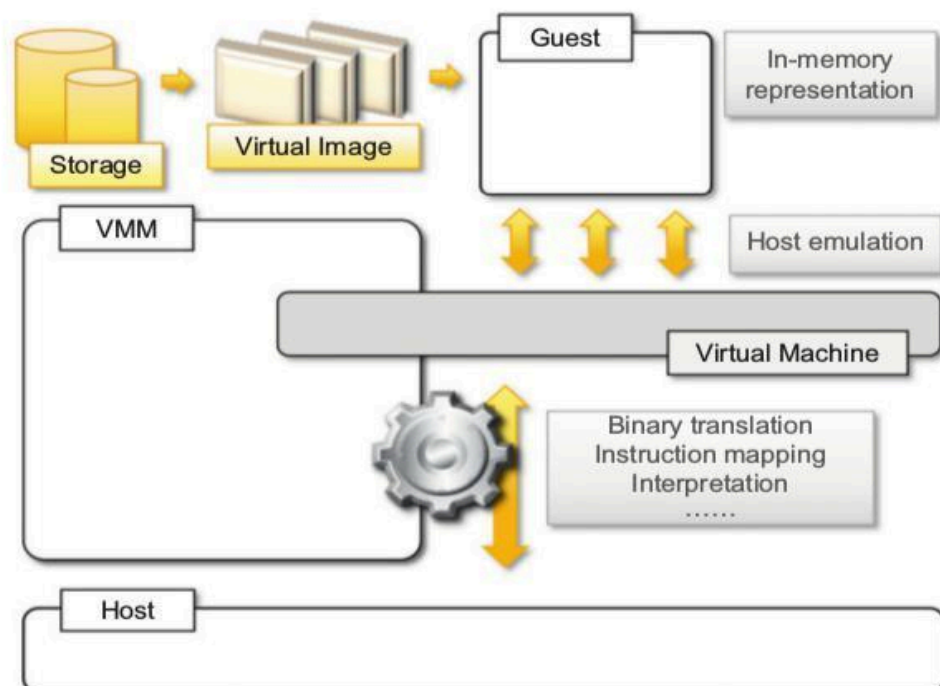 Guest
In-memory
representation
Virtual Image
Storage
VMM
Host emulation
Virtual Machine
Binary translation
Instruction mapping
Interpretation
......
Host